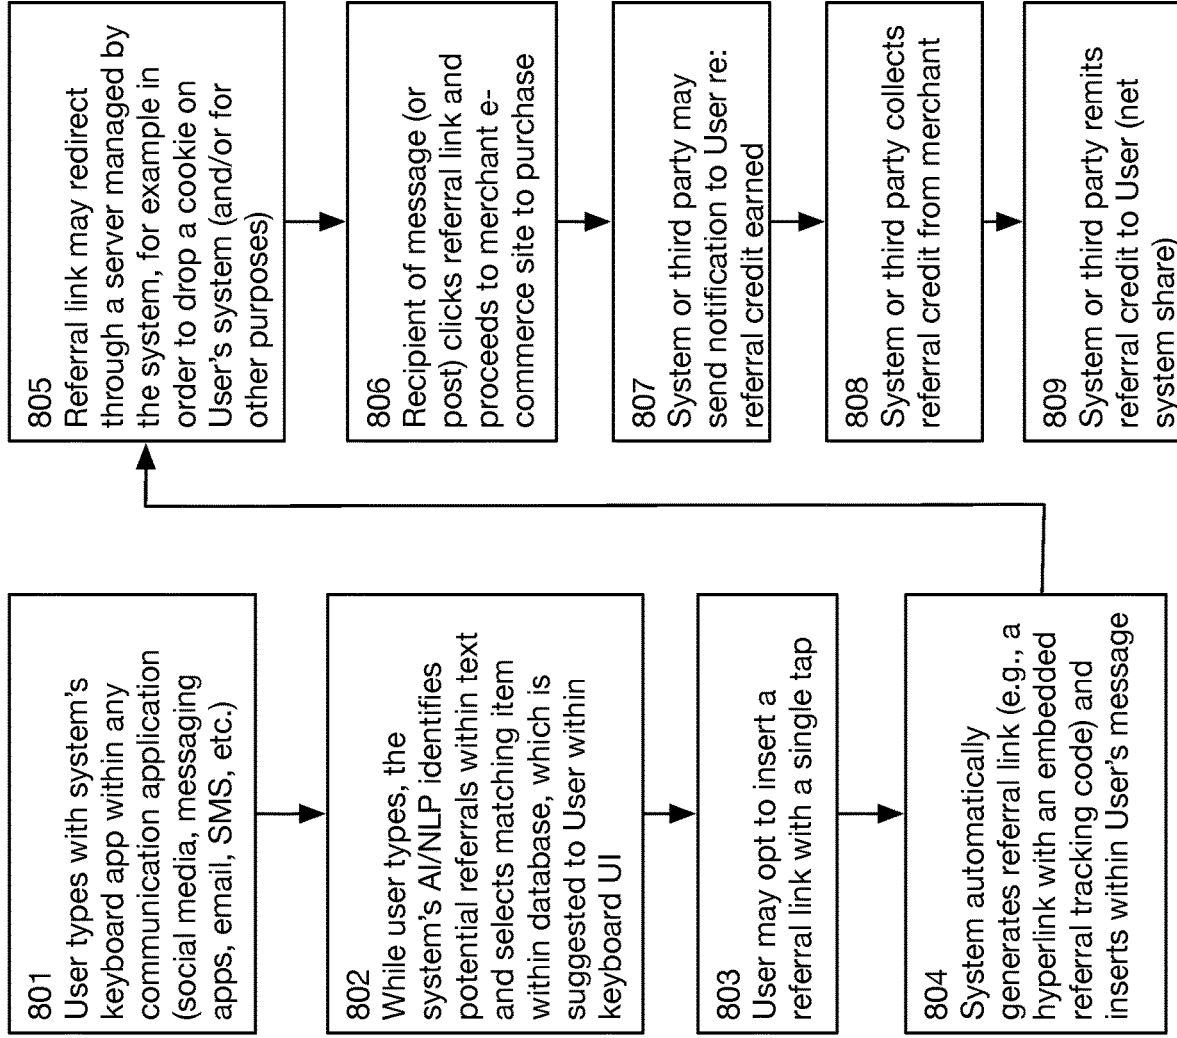 801
User types with system's
keyboard app within any
communication application
(social media, messaging
apps, email, SMS, etc.)
802
While user types, the
system's AI/NLP identifies
potential referrals within text
and selects matching item
within database, which is
suggested to User within
keyboard UI
803
User may opt to insert a
referral link with a single tap
804
System automatically
generates referral link (e.g., a
hyperlink with an embedded
referral tracking code) and
inserts within User's message
805
Referral link may redirect
through a server managed by
the system, for example in
order to drop a cookie on
User's system (and/or for
other purposes)
806
Recipient of message (or
post) clicks referral link and
proceeds to merchant e-
commerce site to purchase
807
System or third party may
send notification to User re:
referral credit earned
808
System or third party collects
referral credit from merchant
809
System or third party remits
referral credit to User (net
system share)